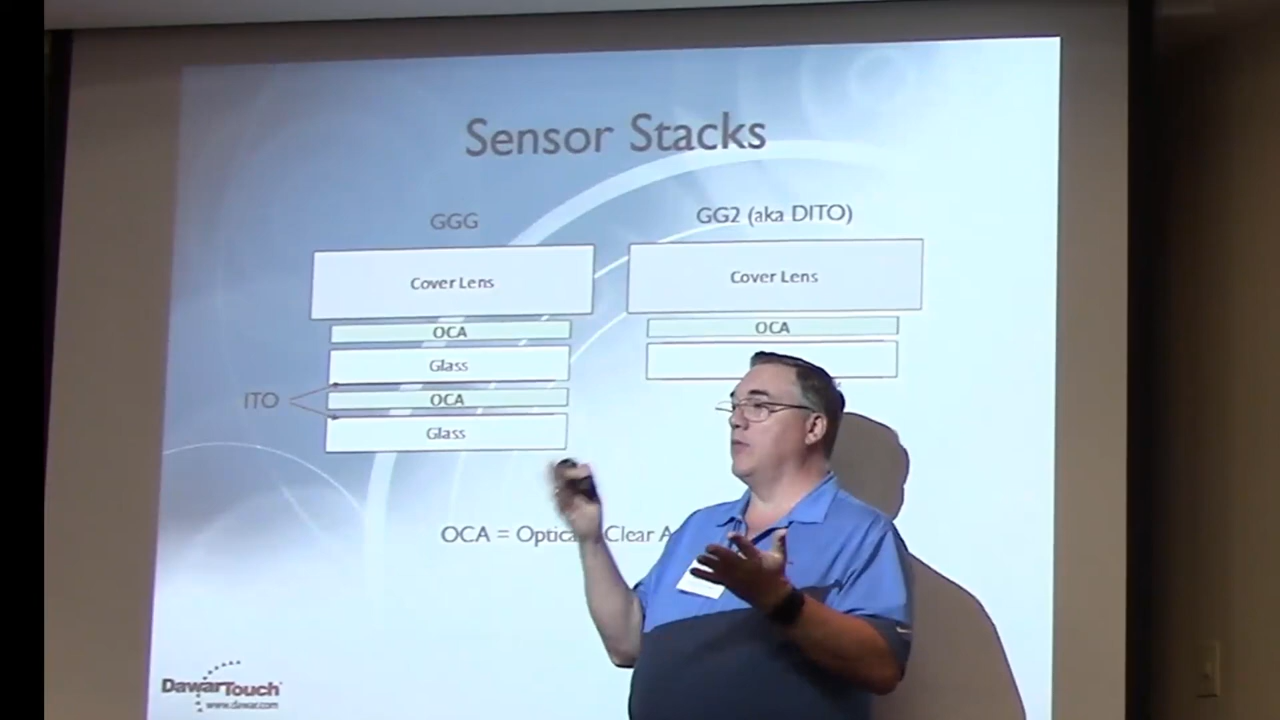 Sensor Stacks
GGG
GG2 (aka DITO)
Cover Lens
Cover Lens
OCA
OCA
Glass
ITO
OCA
Glass
OCA = Optica Clear A
DawarTouch
www.dawar.com